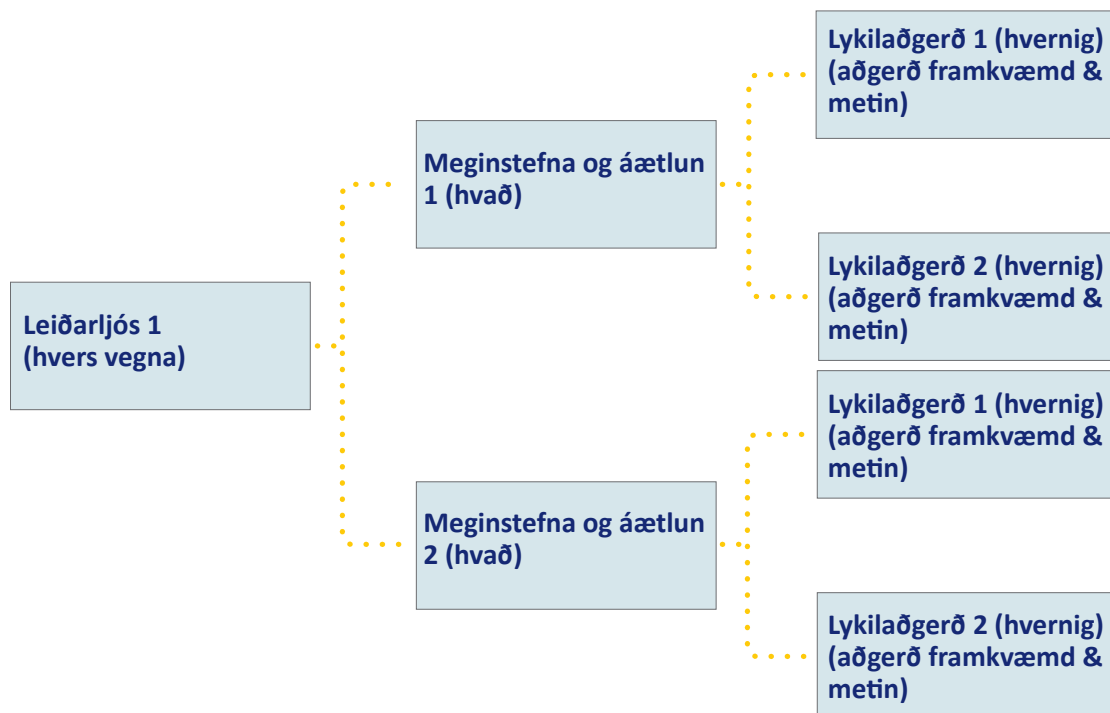 Leiðarljós 1
(hvers vegna)
Meginstefna og áætlun
1 (hvað)
Lykilaðgerð 1 (hvernig)
(aðgerð framkvæmd &
metin)
Lykilaðgerð 2 (hvernig)
(aðgerð framkvæmd &
metin)
Meginstefna og áætlun
2 (hvað)
Lykilaðgerð 1 (hvernig)
(aðgerð framkvæmd &
metin)
Lykilaðgerð 2 (hvernig)
(aðgerð framkvæmd &
metin)